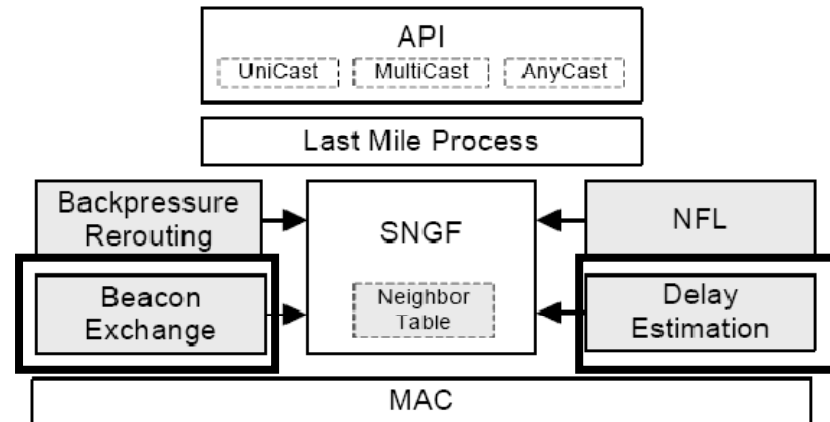 API
UniCast MultiCast AnyCast
Last Mile Process
Backpressure
Rerouting
SNGF
NFL
Beacon
Exchange
Neighbor
Table
Delay
Estimation
MAC